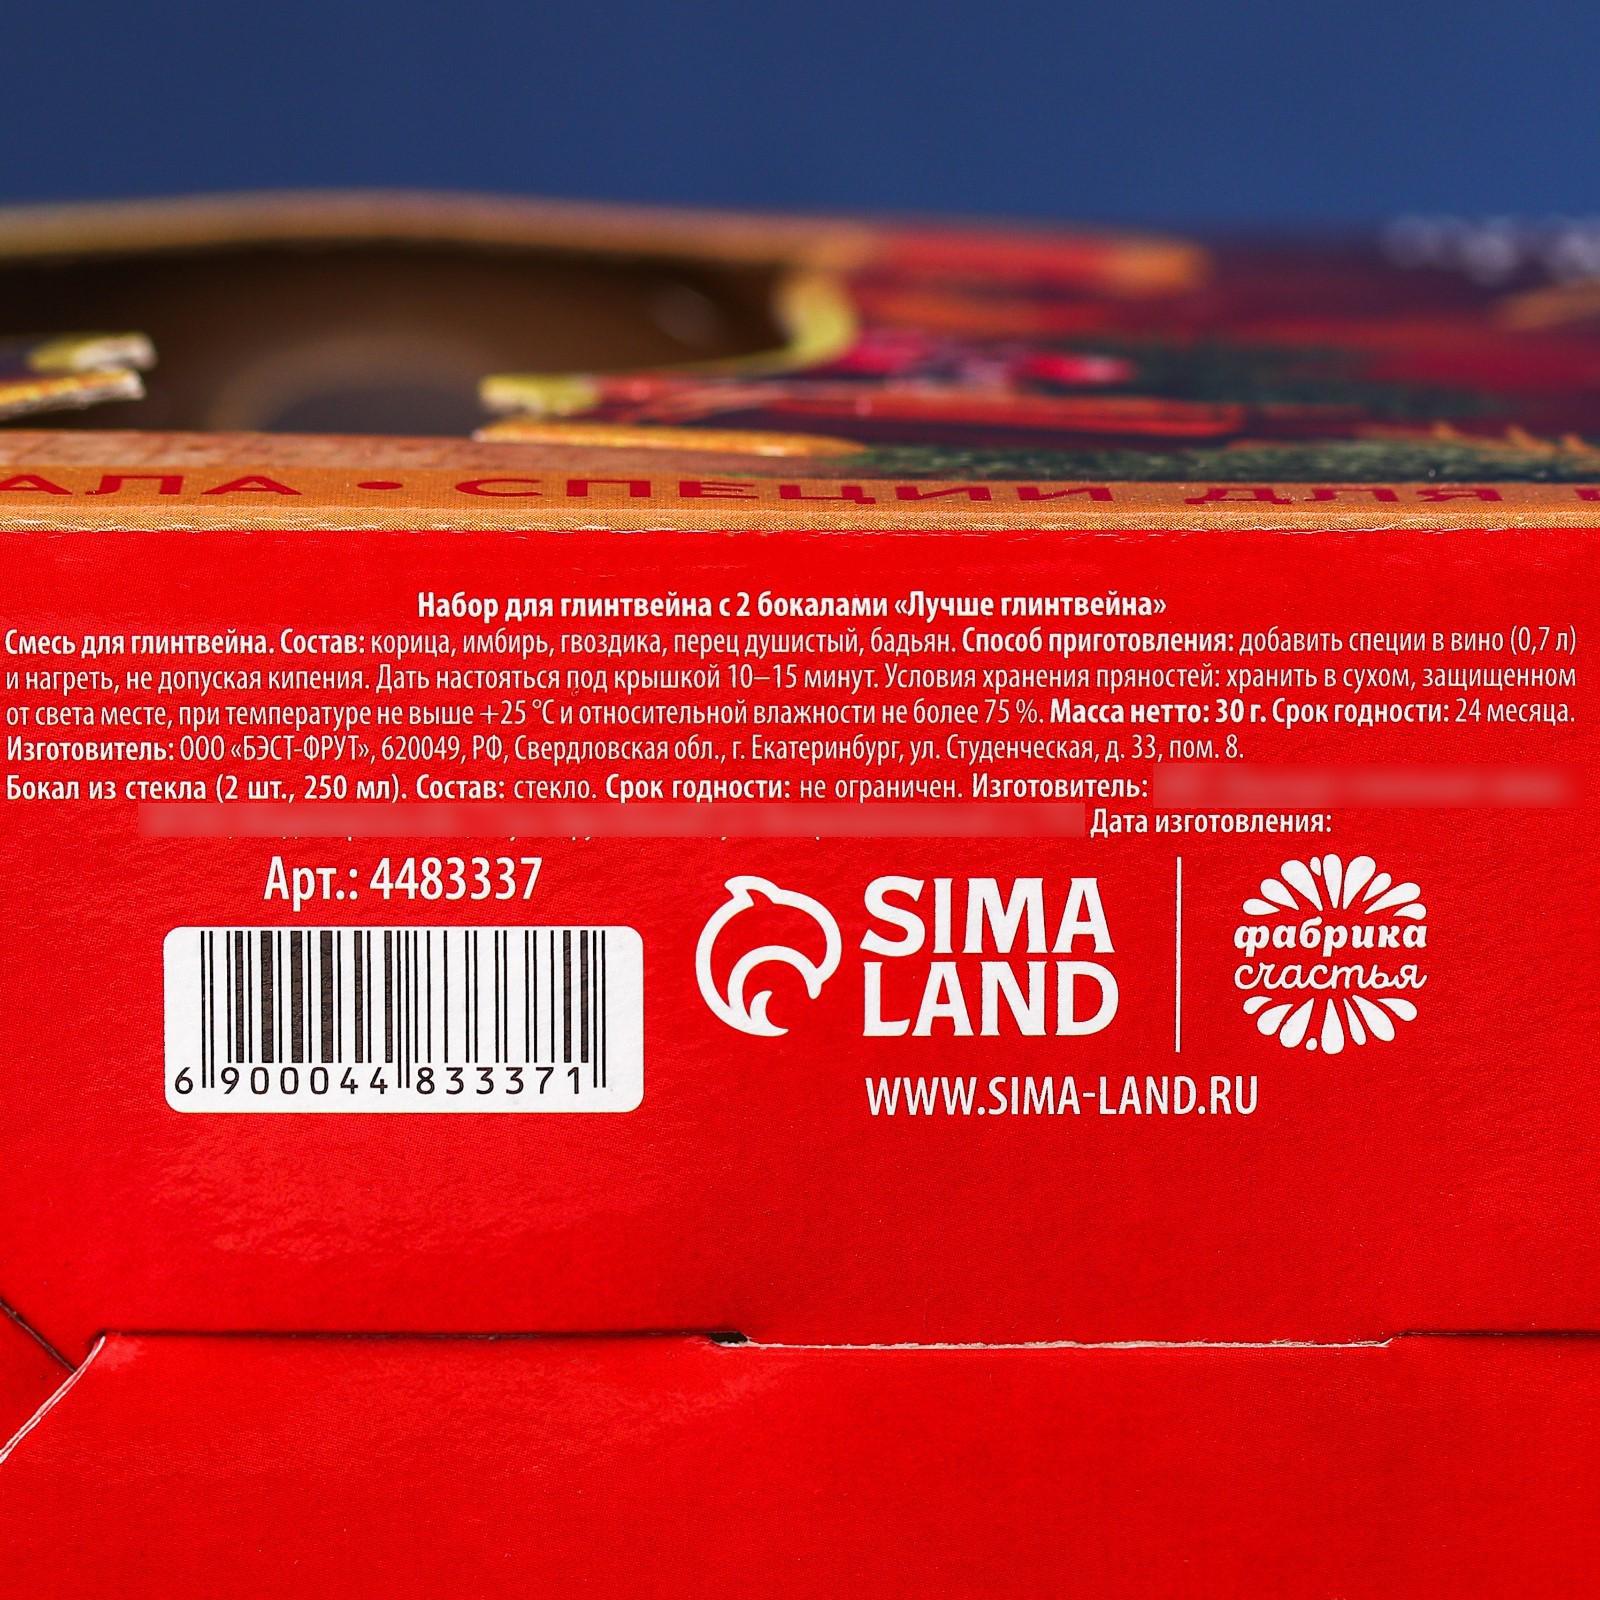 АЛА • СПЕЦИИ ДЛЯ
Набор для глинтвейна с 2 бокалами «Лучше глинтвейна»
Смесь для глинтвейна. Состав: корица, имбирь, гвоздика, перец душистый, бадьян. Способ приготовления: добавить специи в вино (0,7 л)
и нагреть, не допуская кипения. Дать настояться под крышкой 10–15 минут. Условия хранения пряностей: хранить в сухом, защищенном
от света месте, при температуре не выше +25 °С и относительной влажности не более 75 %. Масса нетто: 30 г. Срок годности: 24 месяца.
Изготовитель: ООО «БЭСТ-ФРУТ», 620049, РФ, Свердловская обл., г. Екатеринбург, ул. Студенческая, д. 33, пом. 8.
Бокал из стекла (2 шт., 250 мл). Состав: стекло. Срок годности: не ограничен. Изготовитель:
Дата изготовления:
Арт.: 4483337
6 900044 833371
SIMA
LAND
фабрика
счастья
WWW.SIMA-LAND.RU